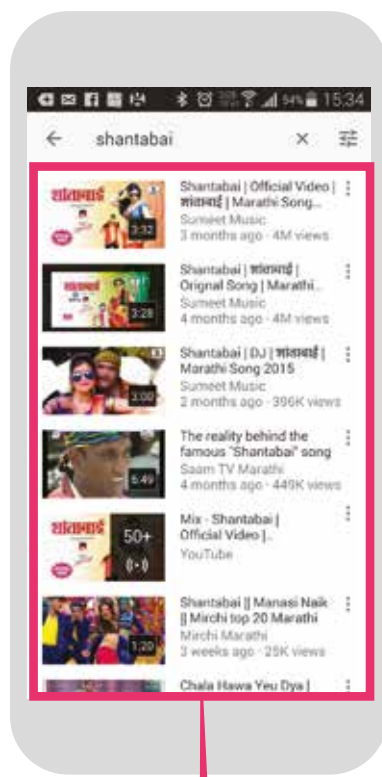 94% 15:34
shantabai
शांताबाई
3:32
Shantabai | Official Video |
शांताबाई | Marathi Song...
Sumeet Music
3 months ago · 4M views
शांताबाई
3:28
Shantabai | शांताबाई |
Orignal Song | Marathi...
Sumeet Music
4 months ago · 4M views
3:00
Shantabai | DJ | शांताबाई |
Marathi Song 2015
Sumeet Music
2 months ago · 396K views
6:49
The reality behind the
famous "Shantabai" song
Saam TV Marathi
4 months ago · 449K views
शांताबाई
50+
Mix - Shantabai |
Official Video |..
YouTube
1:20
Shantabai || Manasi Naik
|| Mirchi top 20 Marathi
Mirchi Marathi
3 weeks ago · 25K views
Chala Hawa Yeu Dya |